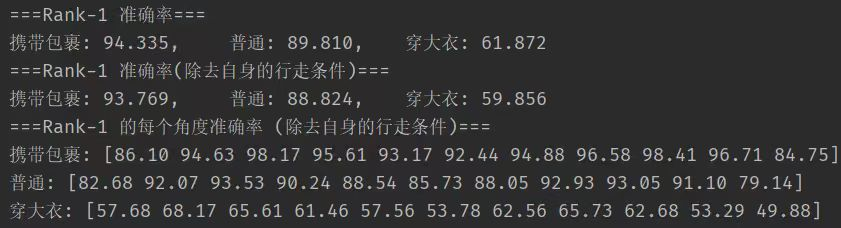 ===Rank-1 准确率===
携带包裹: 94.335,    普通: 89.810,    穿大衣: 61.872
===Rank-1 准确率(除去自身的行走条件)===
携带包裹: 93.769,    普通: 88.824,    穿大衣: 59.856
===Rank-1 的每个角度准确率 (除去自身的行走条件)===
携带包裹: [86.10 94.63 98.17 95.61 93.17 92.44 94.88 96.58 98.41 96.71 84.75]
普通: [82.68 92.07 93.53 90.24 88.54 85.73 88.05 92.93 93.05 91.10 79.14]
穿大衣: [57.68 68.17 65.61 61.46 57.56 53.78 62.56 65.73 62.68 53.29 49.88]